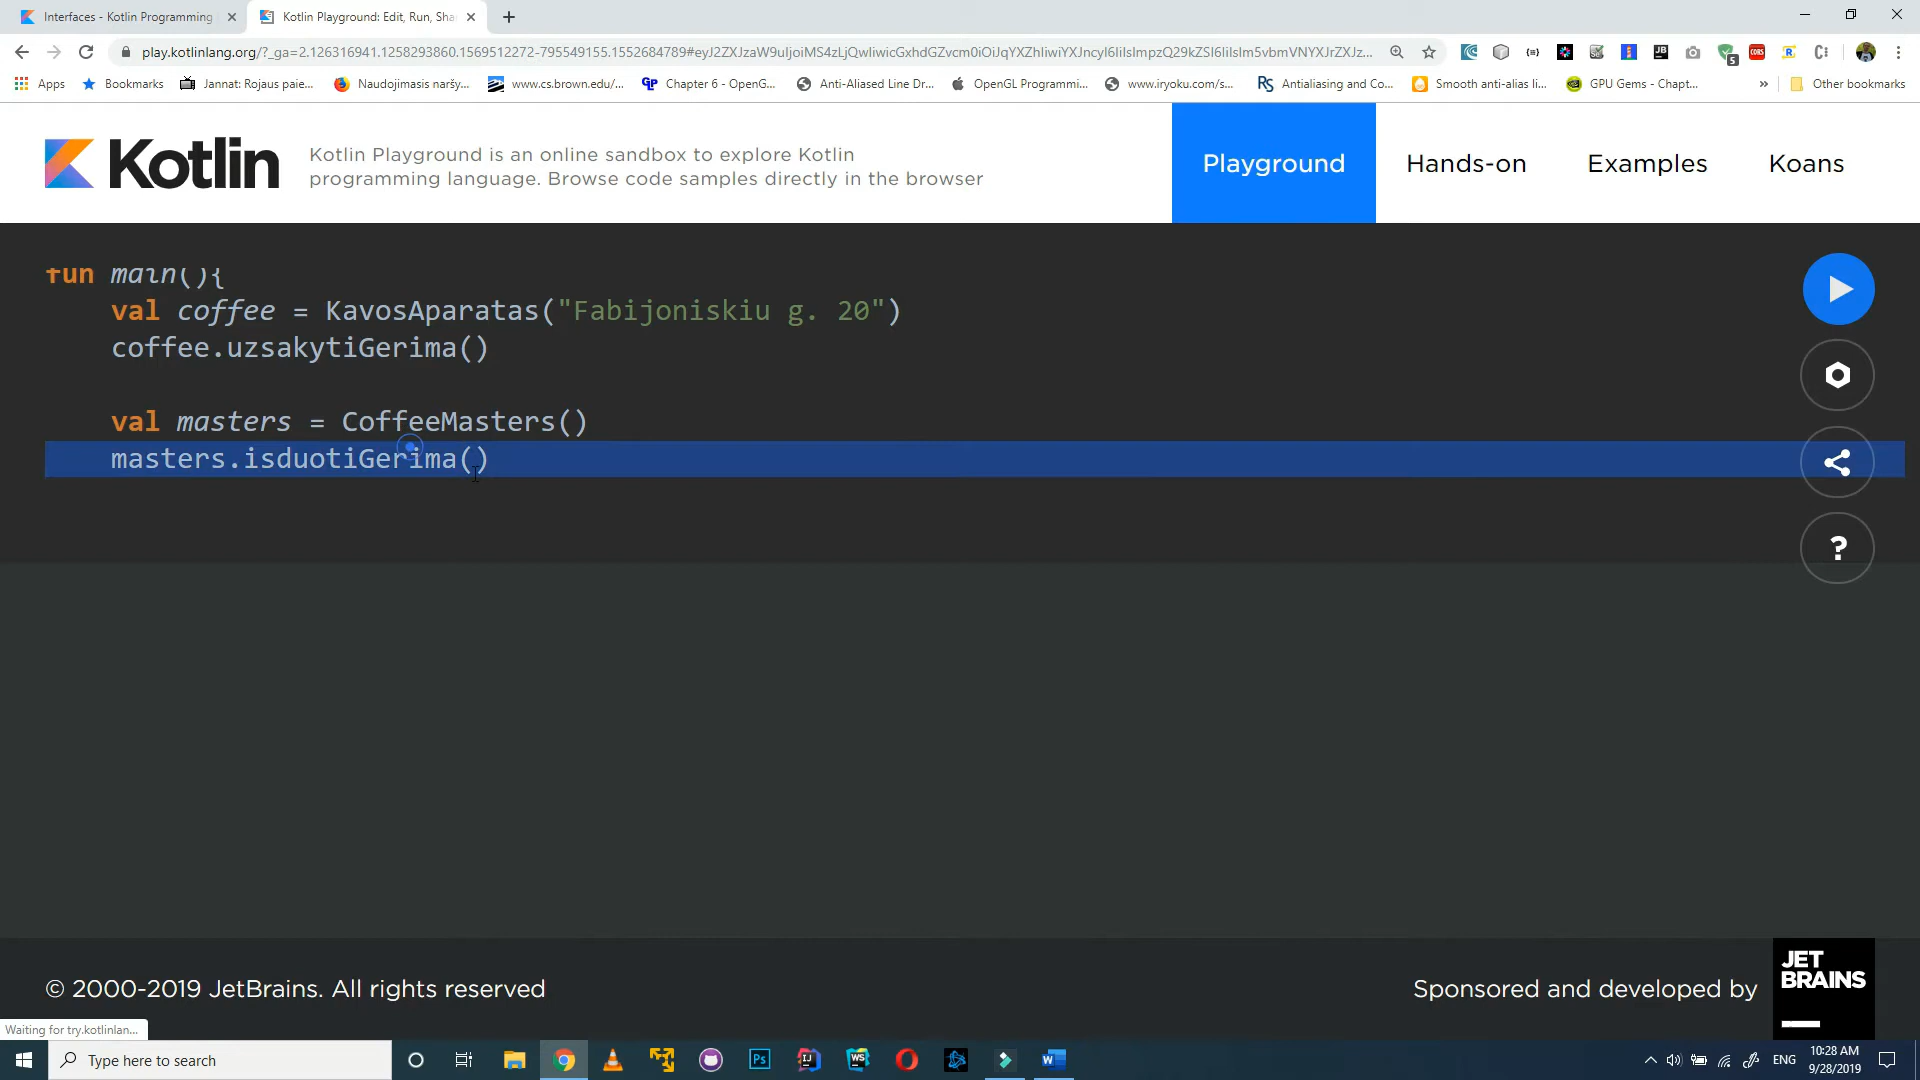 Interfaces - Kotlin Programming
Kotlin Playground: Edit, Run, Sha
play.kotlinlang.org/?_ga=2.126316941.1258293860.1569512272-795549155.1552684789#
5
Apps
Bookmarks
Jannat: Rojaus paie...
Naudojimasis naršy...
www.cs.brown.edu/...
Chapter 6 - OpenG...
Anti-Aliased Line Dr...
OpenGL Programmi...
www.iryoku.com/s...
Antialiasing and Co...
Smooth anti-alias li...
GPU Gems - Chapt...
»
Other bookmarks
Kotlin
Kotlin Playground is an online sandbox to explore Kotlin
programming language. Browse code samples directly in the browser
Playground
Hands-on
Examples
Koans
fun main(){
val coffee = KavosAparatas("Fabijoniskiu g. 20")
coffee.uzsakytiGerima()
val masters = CoffeeMasters()
masters.isduotiGerima()
?
© 2000-2019 JetBrains. All rights reserved
Sponsored and developed by
JET
BRAINS
Waiting for try.kotlinlan...
Type here to search
ENG
10:28 AM
9/28/2019